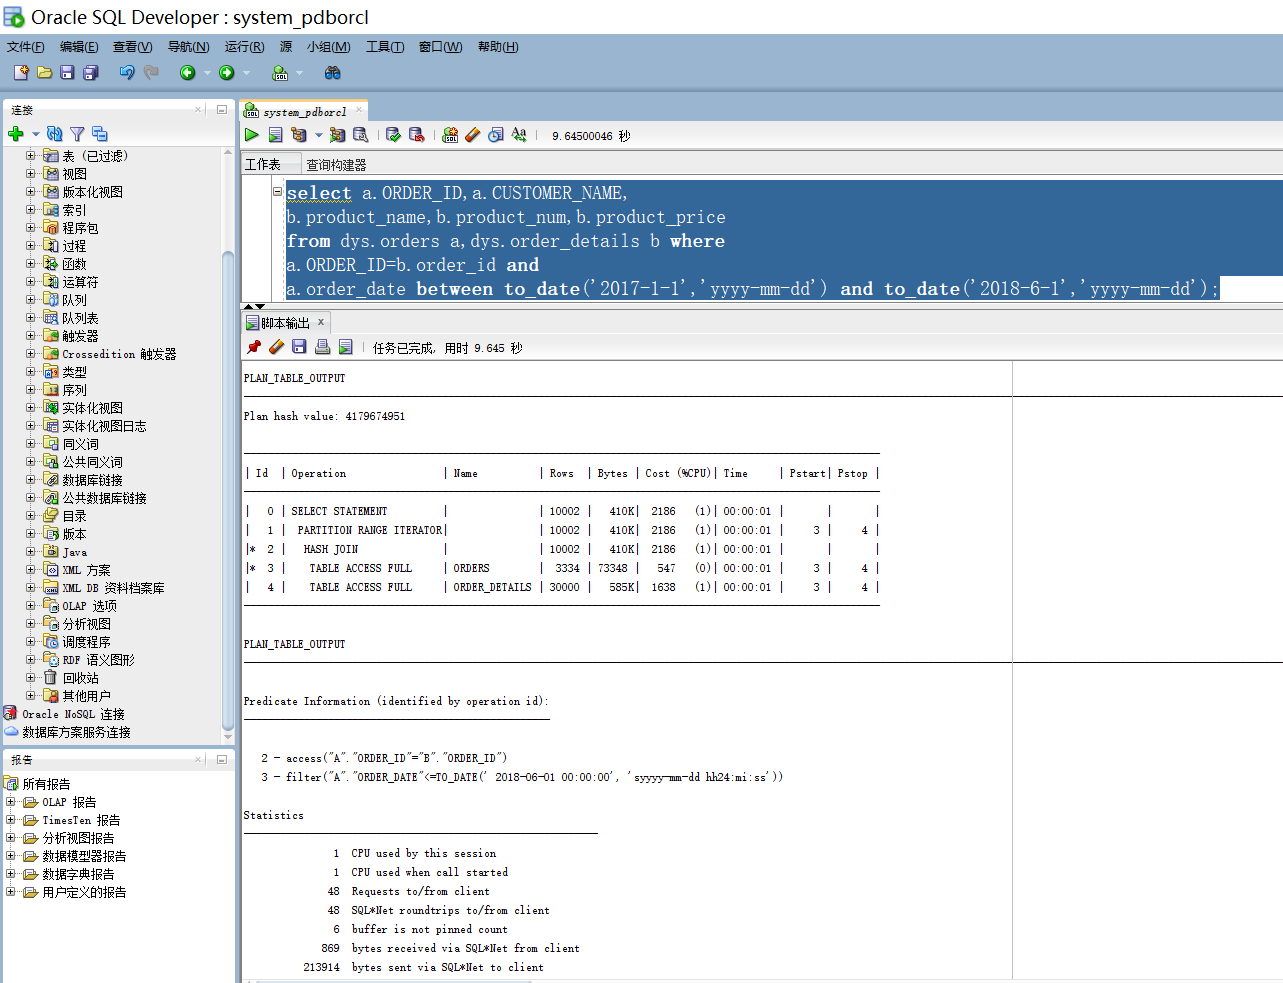 Oracle SQL Developer : system_pdborcl
文件(F) 编辑(E) 查看(V) 导航(N) 运行(R) 源 小组(M) 工具(T) 窗口(W) 帮助(H)
连接
表 (已过滤)
视图
版本化视图
索引
程序包
过程
函数
运算符
队列
队列表
触发器
Crossedition 触发器
类型
序列
实体化视图
实体化视图日志
同义词
公共同义词
数据库链接
公共数据库链接
目录
版本
Java
XML 方案
XML DB 资料档案库
OLAP 选项
分析视图
调度程序
RDF 语义图形
回收站
其他用户
Oracle NoSQL 连接
数据库方案服务连接
报告
所有报告
OLAP 报告
TimesTen 报告
分析视图报告
数据模型器报告
数据字典报告
用户定义的报告
system_pdborcl
9.64500046 秒
工作表 查询构建器
select a.ORDER_ID,a.CUSTOMER_NAME,
b.product_name,b.product_num,b.product_price
from dys.orders a,dys.order_details b where
a.ORDER_ID=b.order_id and
a.order_date between to_date('2017-1-1','yyyy-mm-dd') and to_date('2018-6-1','yyyy-mm-dd');
脚本输出 x
任务已完成, 用时 9.645 秒
PLAN_TABLE_OUTPUT
Plan hash value: 4179674951
| Id | Operation | Name | Rows | Bytes | Cost (%CPU)| Time | Pstart| Pstop |
| 0 | SELECT STATEMENT | | 10002 | 410K| 2186 (1)| 00:00:01 | | |
| 1 | PARTITION RANGE ITERATOR| | 10002 | 410K| 2186 (1)| 00:00:01 | 3 | 4 |
|* 2 | HASH JOIN | | 10002 | 410K| 2186 (1)| 00:00:01 | | |
|* 3 | TABLE ACCESS FULL | ORDERS | 3334 | 73348 | 547 (0)| 00:00:01 | 3 | 4 |
| 4 | TABLE ACCESS FULL | ORDER_DETAILS | 30000 | 585K| 1638 (1)| 00:00:01 | 3 | 4 |
PLAN_TABLE_OUTPUT
Predicate Information (identified by operation id):
2 - access("A"."ORDER_ID"="B"."ORDER_ID")
3 - filter("A"."ORDER_DATE"<=TO_DATE(' 2018-06-01 00:00:00', 'syyyy-mm-dd hh24:mi:ss'))
Statistics
1 CPU used by this session
1 CPU used when call started
48 Requests to/from client
48 SQL*Net roundtrips to/from client
6 buffer is not pinned count
869 bytes received via SQL*Net from client
213914 bytes sent via SQL*Net to client